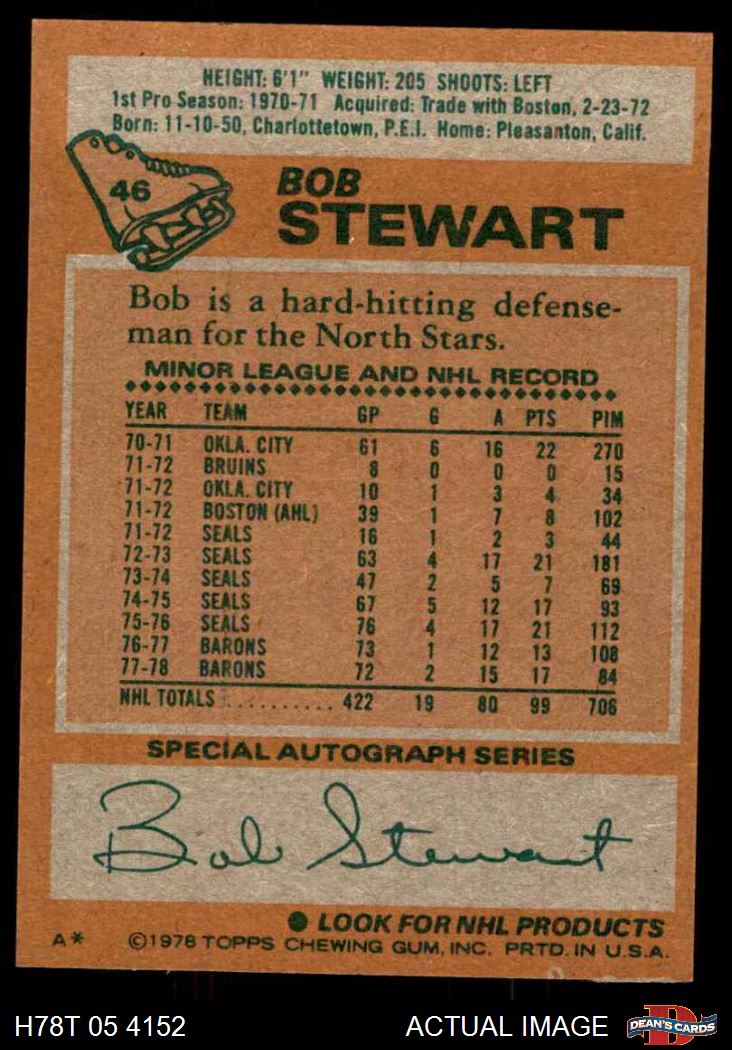 HEIGHT: 6'1" WEIGHT: 205 SHOOTS: LEFT
1st Pro Season: 1970-71 Acquired: Trade with Boston, 2-23-72
Born: 11-10-50, Charlottetown, P.E.I. Home: Pleasanton, Calif.
46
BOB
STEWART
Bob is a hard-hitting defense-
man for the North Stars.
MINOR LEAGUE AND NHL RECORD
YEAR TEAM GP G A PTS PIM
70-71 OKLA. CITY 61 6 16 22 270
71-72 BRUINS 8 0 0 0 15
71-72 OKLA. CITY 10 1 3 4 34
71-72 BOSTON (AHL) 39 1 7 8 102
71-72 SEALS 16 1 2 3 44
72-73 SEALS 63 4 17 21 181
73-74 SEALS 47 2 5 7 69
74-75 SEALS 67 5 12 17 93
75-76 SEALS 76 4 17 21 112
76-77 BARONS 73 1 12 13 108
77-78 BARONS 72 2 15 17 84
NHL TOTALS .......... 422 19 80 99 706
SPECIAL AUTOGRAPH SERIES
Bob Stewart
LOOK FOR NHL PRODUCTS
A* ©1978 TOPPS CHEWING GUM, INC. PRTD. IN U.S.A.
H78T 05 4152 ACTUAL IMAGE DEAN'S CARDS